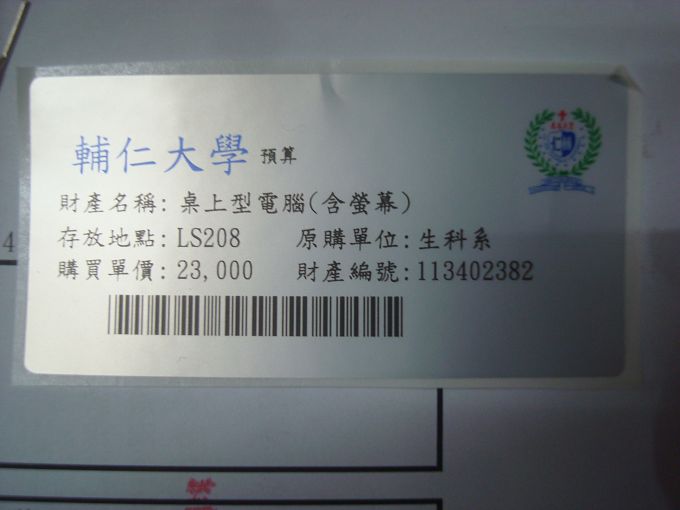 輔仁大學 預算
財產名稱: 桌上型電腦(含螢幕)
存放地點: LS208 原購單位: 生科系
購買單價: 23,000 財產編號: 113402382
4